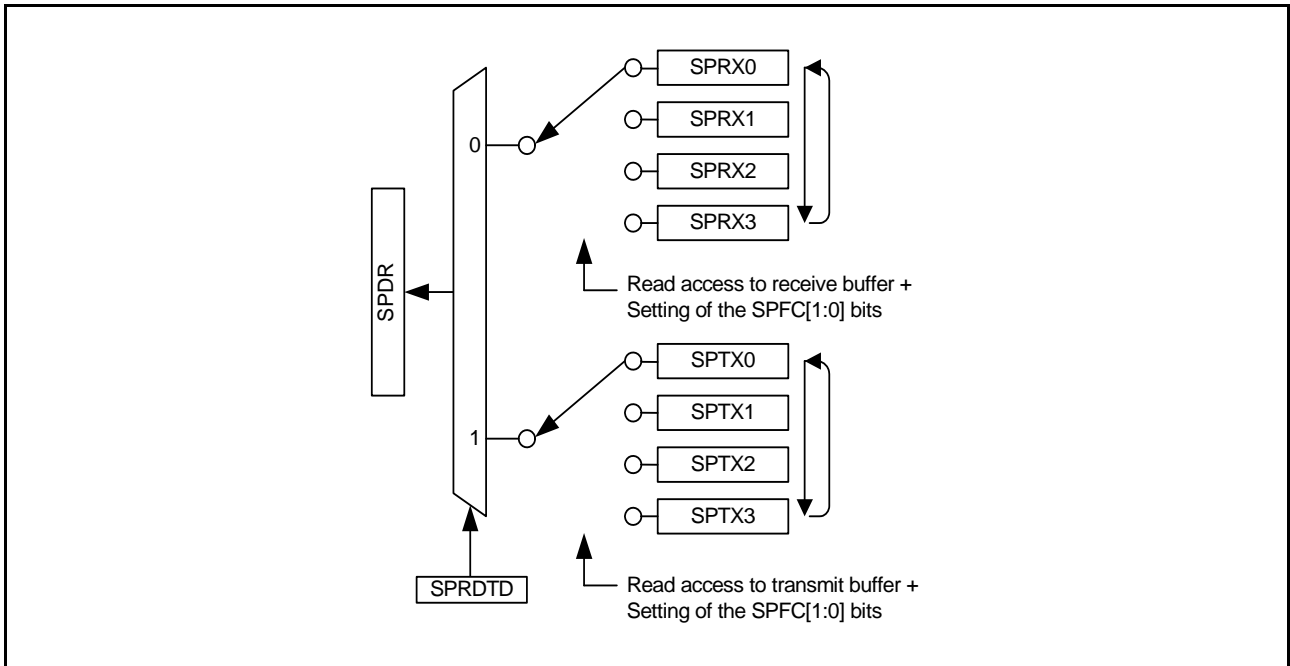 SPRX0
SPRX1
0
SPRX2
SPRX3
SPDR
Read access to receive buffer +
Setting of the SPFC[1:0] bits
SPTX0
SPTX1
1
SPTX2
SPTX3
SPRDTD
Read access to transmit buffer +
Setting of the SPFC[1:0] bits